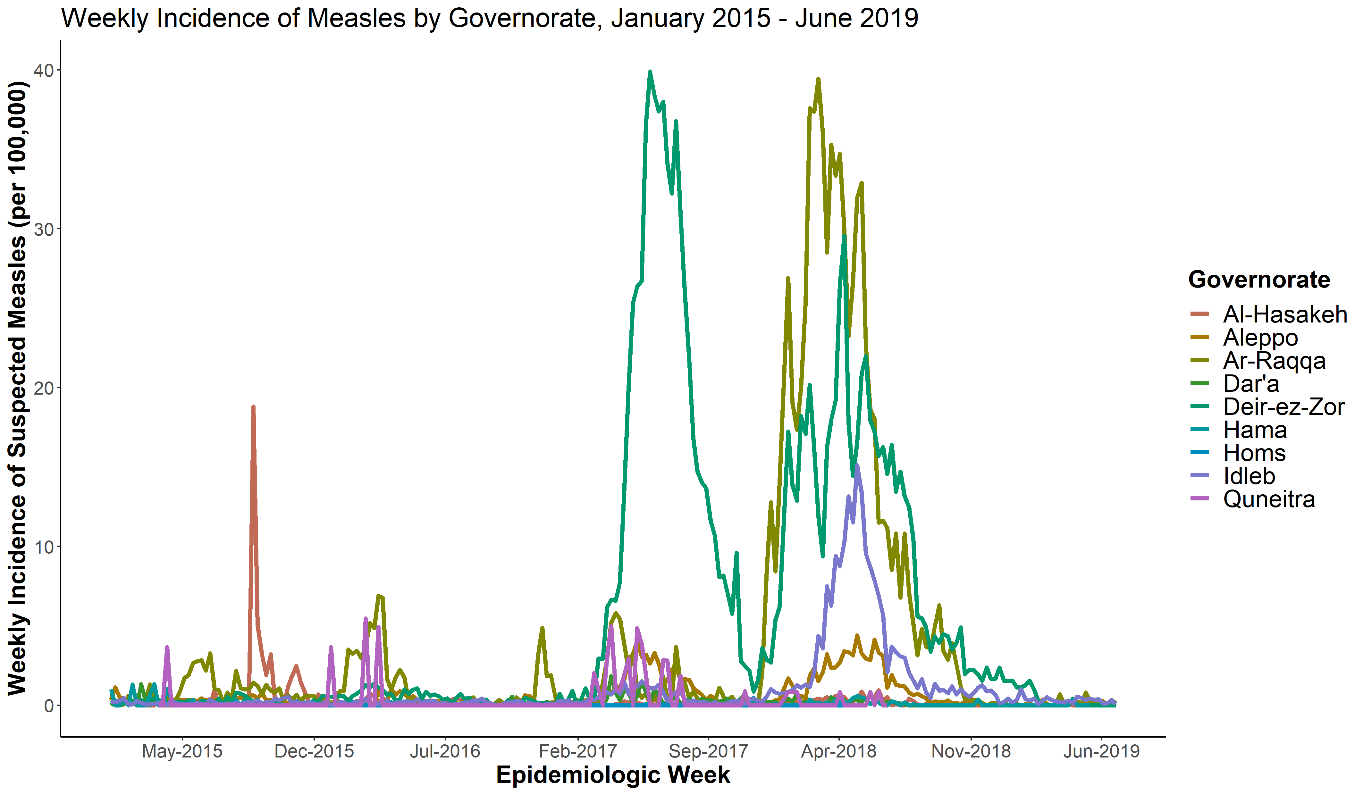 Weekly Incidence of Measles by Governorate, January 2015 - June 2019
Weekly Incidence of Suspected Measles (per 100,000)
40
30
20
10
0
May-2015
Dec-2015
Jul-2016
Feb-2017
Sep-2017
Apr-2018
Nov-2018
Jun-2019
Epidemiologic Week
Governorate
Al-Hasakeh
Aleppo
Ar-Raqqa
Dar'a
Deir-ez-Zor
Hama
Homs
Idleb
Quneitra